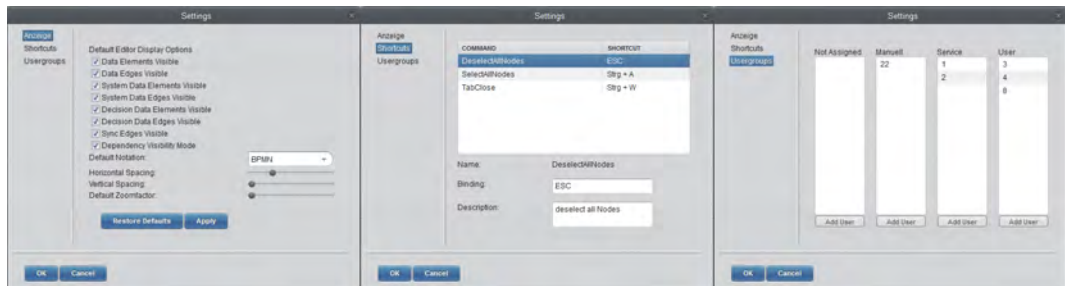 Settings
Anzeige
Shortcuts
Usergroups
Default Editor Display Options
Data Elements Visible
Data Edges Visible
System Data Elements Visible
System Data Edges Visible
Decision Data Elements Visible
Decision Data Edges Visible
Sync Edges Visible
Dependency Visibility Mode
Default Notation: BPMN
Horizontal Spacing:
Vertical Spacing:
Default Zoomfactor:
Restore Defaults Apply
OK Cancel
Settings
Anzeige
Shortcuts
Usergroups
COMMAND SHORTCUT
DeselectAllNodes ESC
SelectAllNodes Strg + A
TabClose Strg + W
Name: DeselectAllNodes
Binding: ESC
Description: deselect all Nodes
OK Cancel
Settings
Anzeige
Shortcuts
Usergroups
Not Assigned Manuell Service User
22 1 3
2 4
Add User Add User Add User Add User
OK Cancel